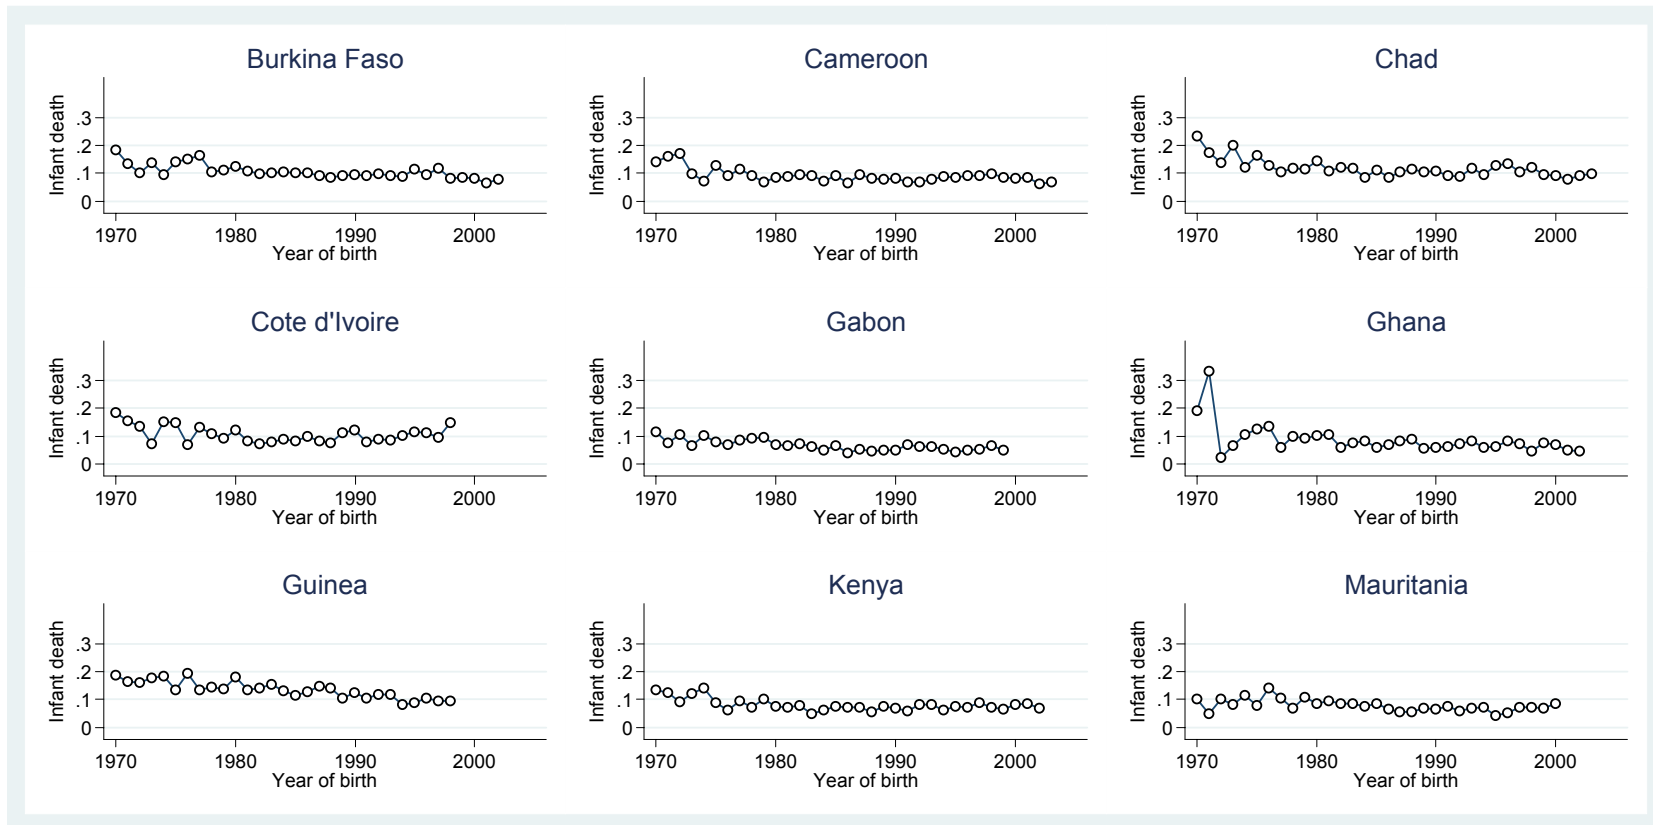 Burkina Faso
Infant death
.3
.2
.1
0
1970 1980 1990 2000
Year of birth
Cameroon
Infant death
.3
.2
.1
0
1970 1980 1990 2000
Year of birth
Chad
Infant death
.3
.2
.1
0
1970 1980 1990 2000
Year of birth
Cote d'Ivoire
Infant death
.3
.2
.1
0
1970 1980 1990 2000
Year of birth
Gabon
Infant death
.3
.2
.1
0
1970 1980 1990 2000
Year of birth
Ghana
Infant death
.3
.2
.1
0
1970 1980 1990 2000
Year of birth
Guinea
Infant death
.3
.2
.1
0
1970 1980 1990 2000
Year of birth
Kenya
Infant death
.3
.2
.1
0
1970 1980 1990 2000
Year of birth
Mauritania
Infant death
.3
.2
.1
0
1970 1980 1990 2000
Year of birth